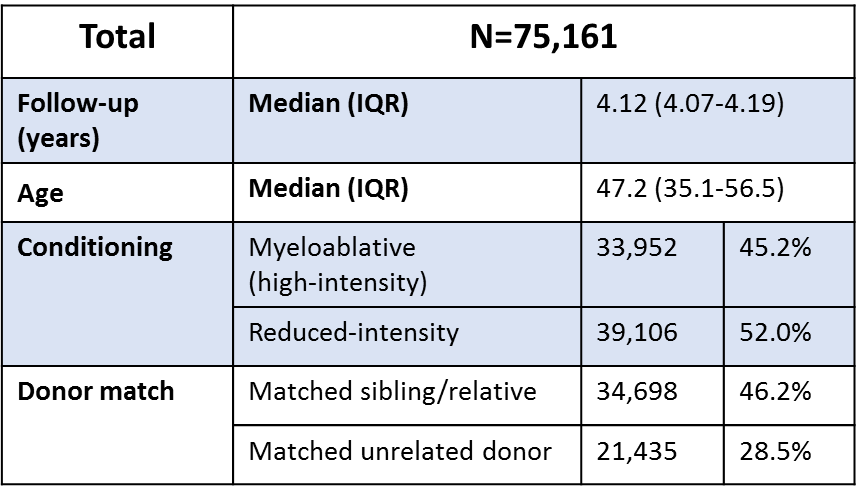 Total N=75,161
Follow-up Median (IQR) 4.12 (4.07-4.19)
(years)
Age Median (IQR) 47.2 (35.1-56.5)
Conditioning Myeloablative 33,952 45.2%
(high-intensity)
Reduced-intensity 39,106 52.0%
Donor match Matched sibling/relative 34,698 46.2%
Matched unrelated donor 21,435 28.5%